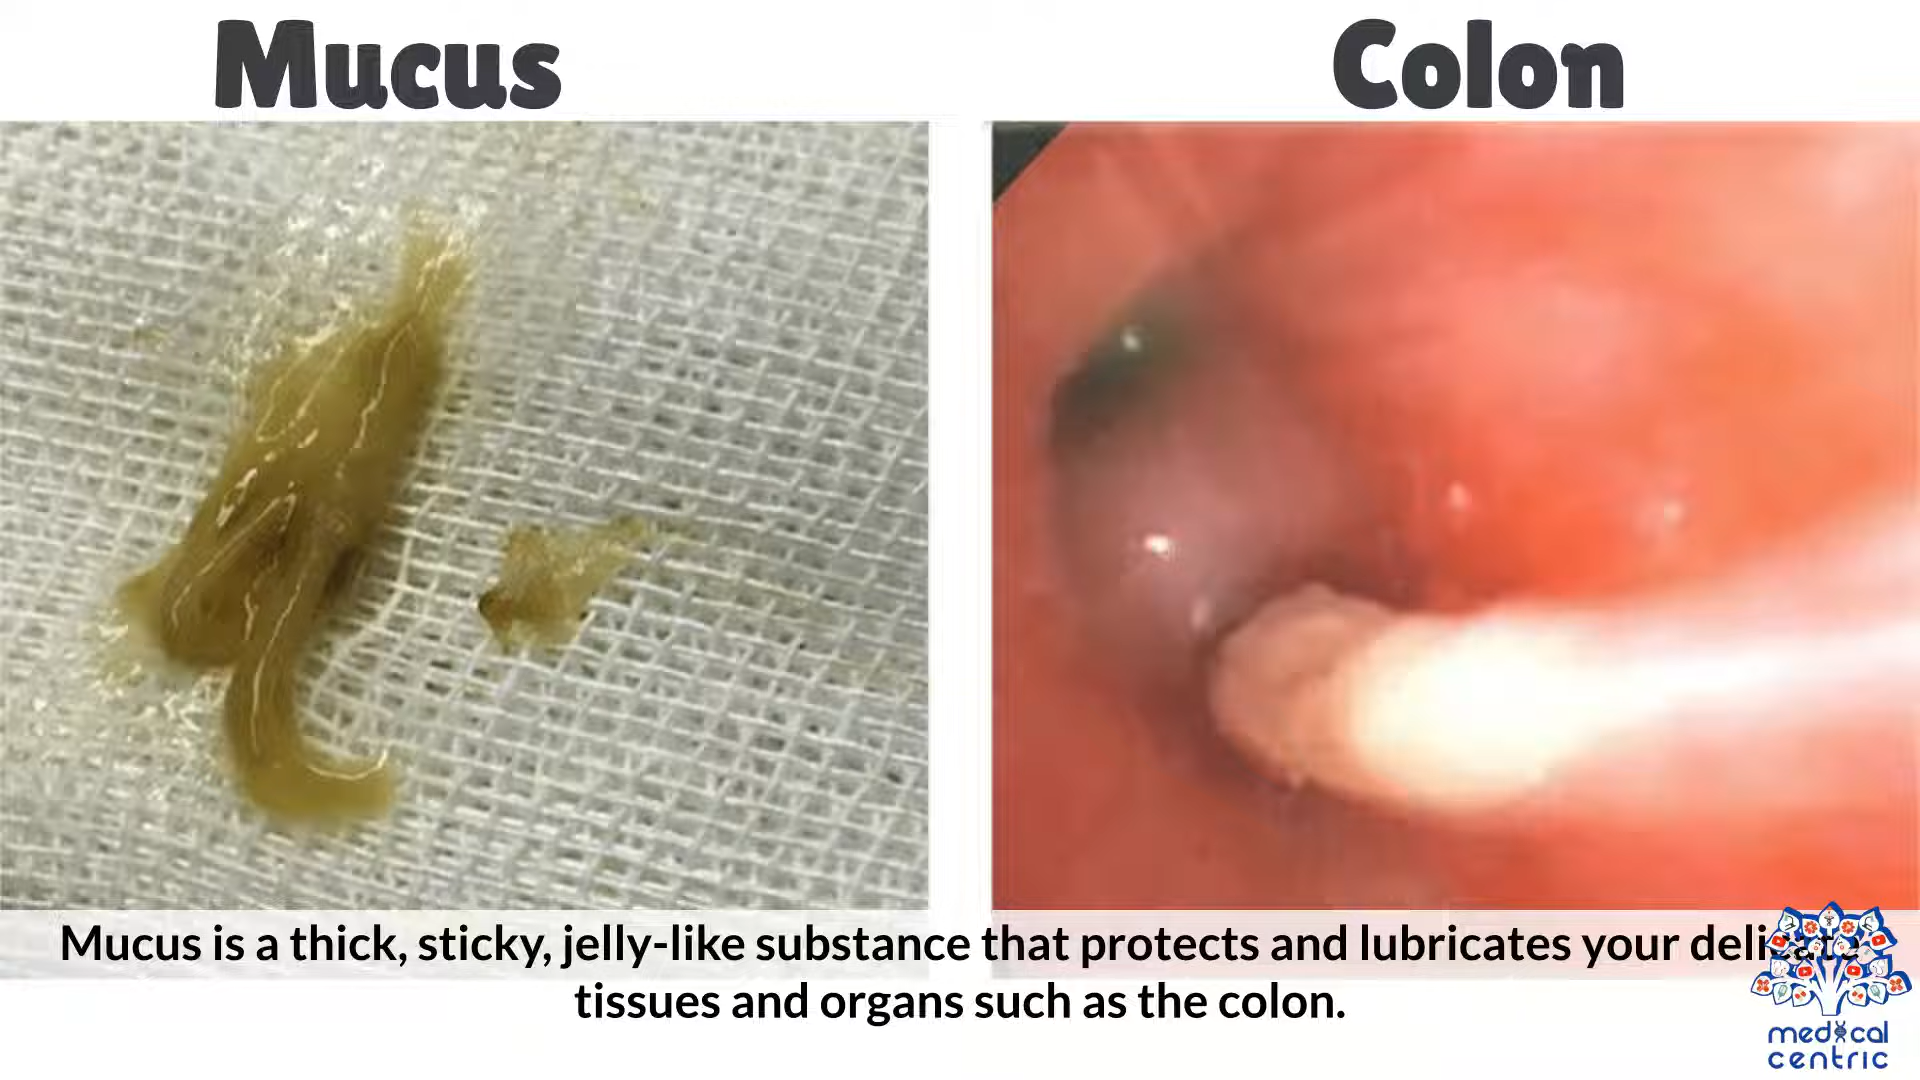 Mucus
Colon
Mucus is a thick, sticky, jelly-like substance that protects and lubricates your delicate
tissues and organs such as the colon.
medical
centric